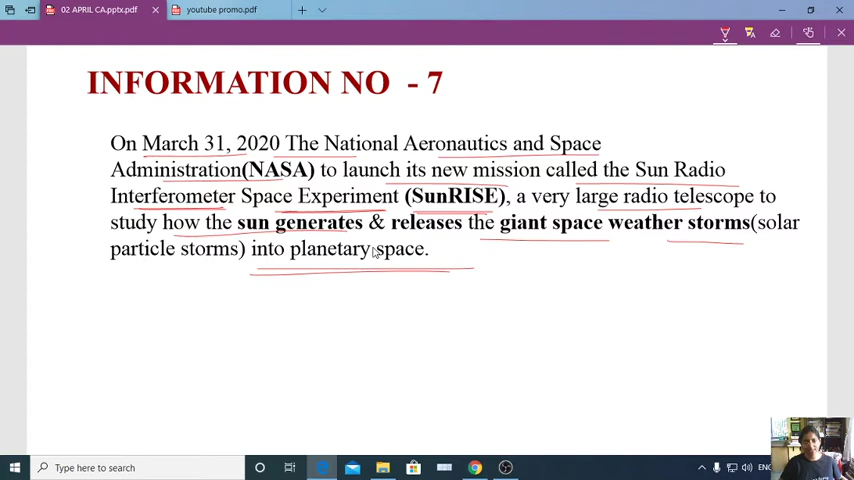 02 APRIL CA.pptx.pdf
youtube promo.pdf
INFORMATION NO - 7
On March 31, 2020 The National Aeronautics and Space
Administration(NASA) to launch its new mission called the Sun Radio
Interferometer Space Experiment (SunRISE), a very large radio telescope to
study how the sun generates & releases the giant space weather storms(solar
particle storms) into planetary space.
Type here to search
ENG